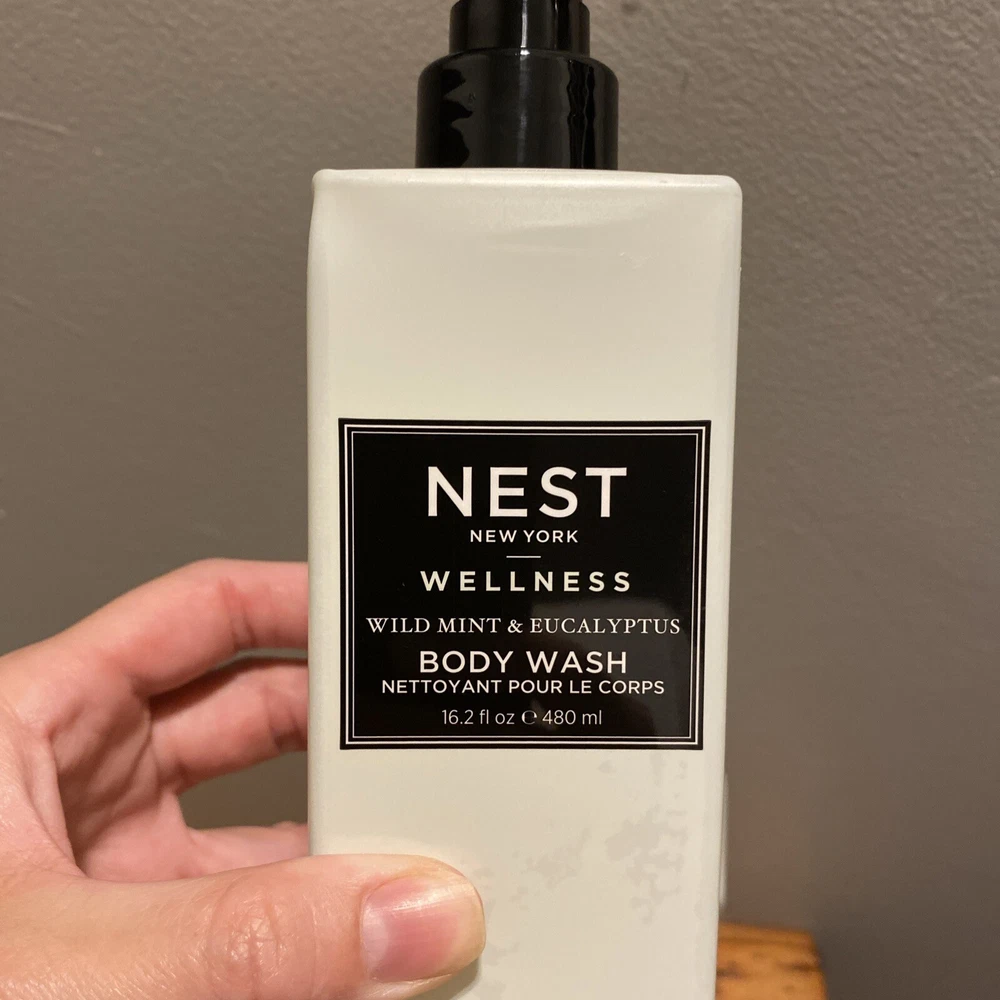 NEST
NEW YORK
WELLNESS
WILD MINT & EUCALYPTUS
BODY WASH
NETTOYANT POUR LE CORPS
16.2 fl oz ℮ 480 ml